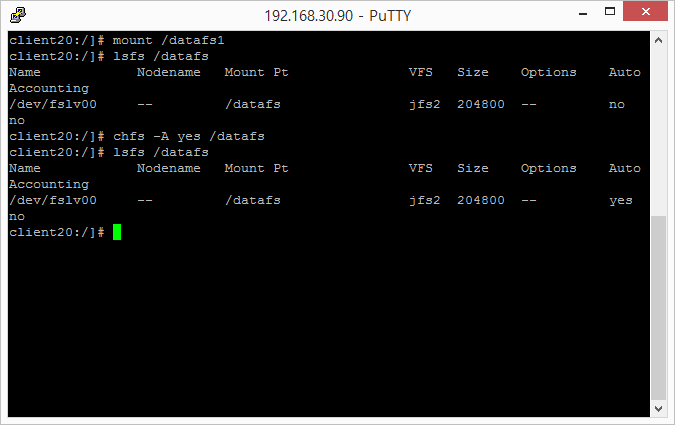 192.168.30.90 - PuTTY
client20:/]# mount /datafs1
client20:/]# lsfs /datafs
Name            Nodename   Mount Pt               VFS   Size    Options    Auto
Accounting
/dev/fslv00     --         /datafs                jfs2  204800  --         no
no
client20:/]# chfs -A yes /datafs
client20:/]# lsfs /datafs
Name            Nodename   Mount Pt               VFS   Size    Options    Auto
Accounting
/dev/fslv00     --         /datafs                jfs2  204800  --         yes
no
client20:/]#